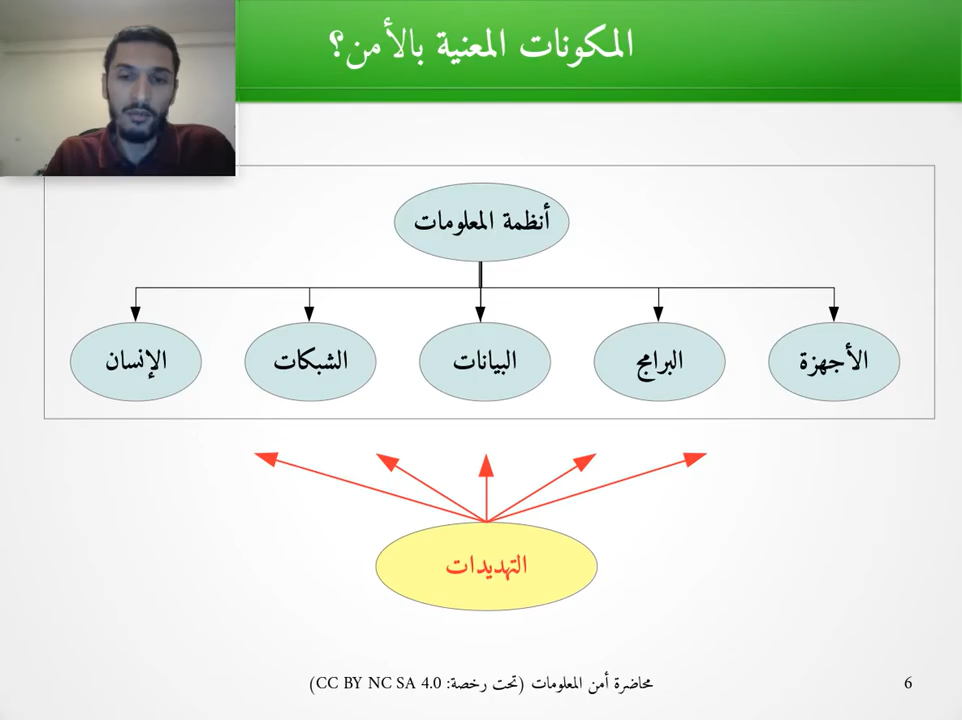 المكونات المعنية بالأمن؟
أنظمة المعلومات
الأجهزة
البرامج
البيانات
الشبكات
الإنسان
التهديدات
محاضرة أمن المعلومات (تحت رخصة: CC BY NC SA 4.0)
6